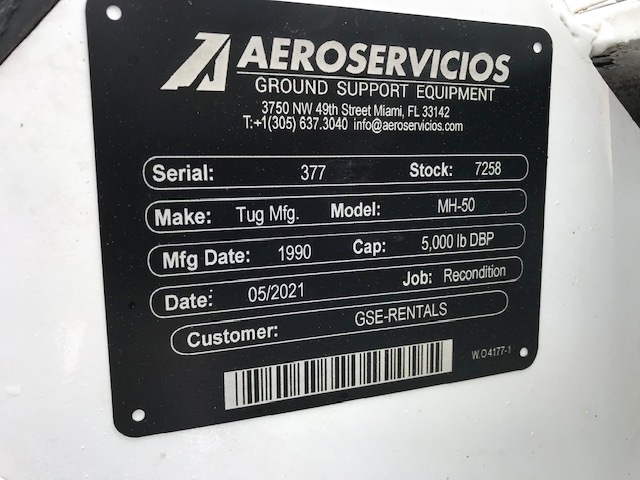 AEROSERVICIOS
GROUND SUPPORT EQUIPMENT
3750 NW 49th Street Miami, FL 33142
T:+1(305) 637.3040 info@aeroservicios.com
Serial: 377 Stock: 7258
Make: Tug Mfg. Model: MH-50
Mfg Date: 1990 Cap: 5,000 lb DBP
Date: 05/2021 Job: Recondition
Customer: GSE-RENTALS
W.O 4177-1